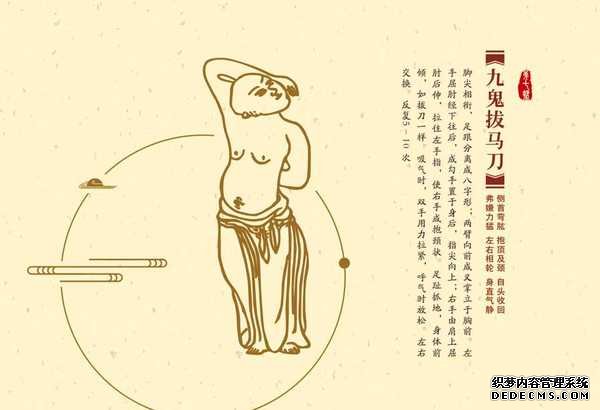 【九鬼拔马刀】
侧首弯肱 抱顶及颈 自头收回
弗嫌力猛 左右相轮 身直气静
脚尖相衔，足跟分离成八字形；两臂向前成叉掌立于胸前。左
手屈肘经下往后，成勾手置于身后，指尖向上；右手由肩上屈
肘后伸，拉住左手指，使右手成抱颈状。足趾抓地，身体前
倾，如拔刀一样。吸气时，双手用力拉紧，呼气时放松。左右
交换。反复5-10次。
织梦内容管理系统
DEDECMS.COM